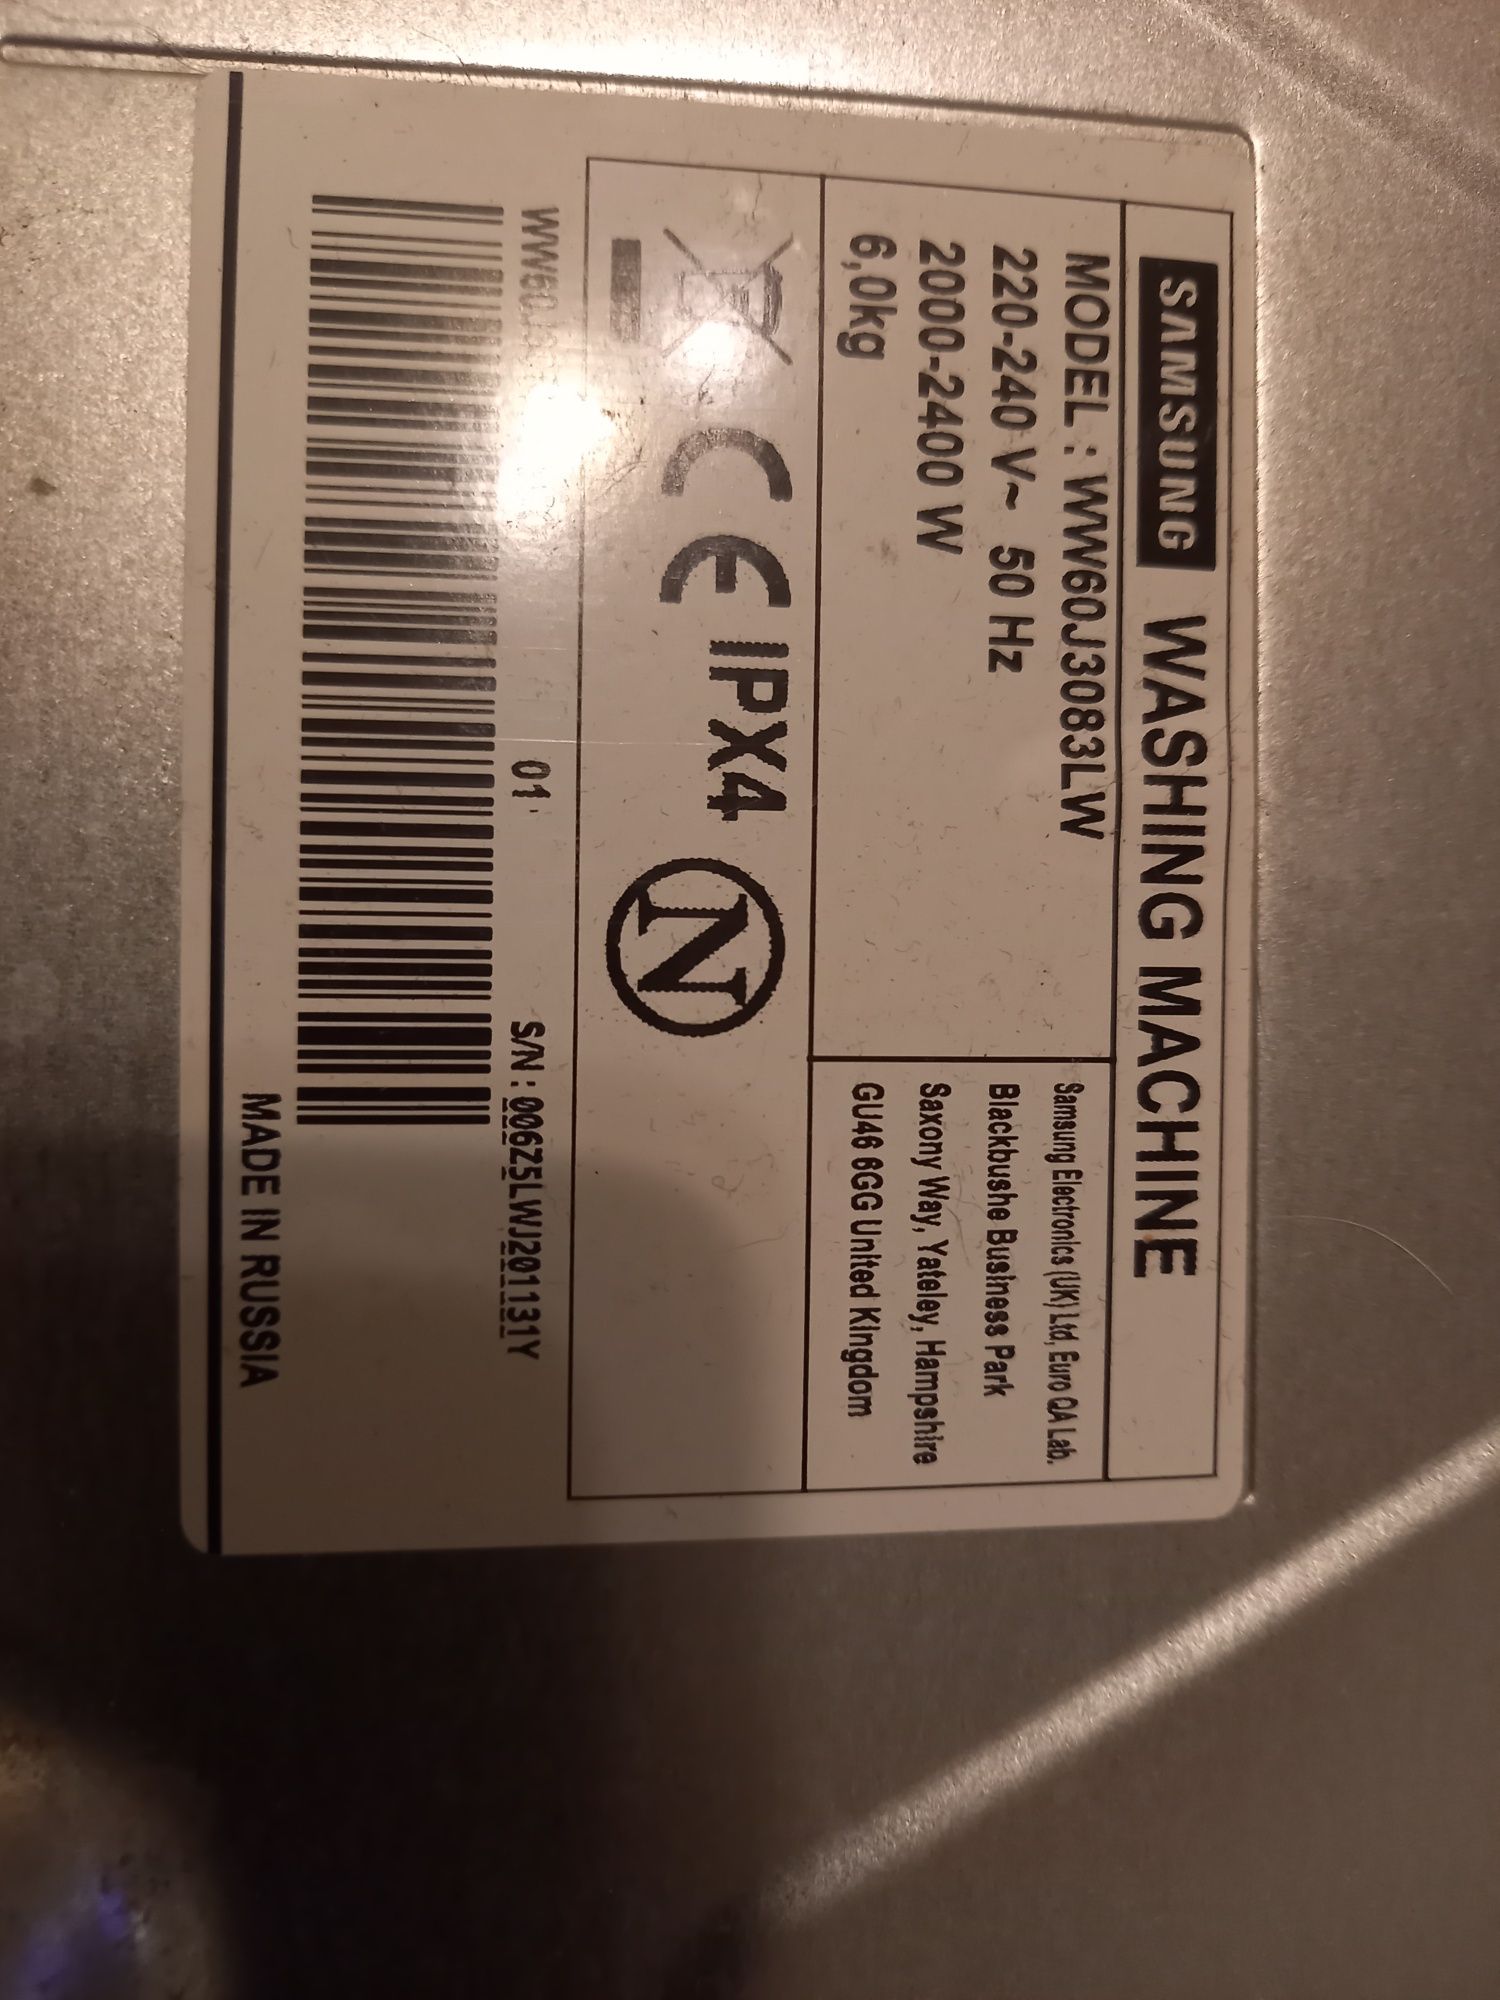 SAMSUNG WASHING MACHINE
MODEL : WW60J3083LW
220-240 V~ 50 Hz
2000-2400 W
6,0kg
Samsung Electronics (UK) Ltd, Euro QA Lab.
Blackbushe Business Park
Saxony Way, Yateley, Hampshire
GU46 6GG United Kingdom
CE IPX4 N
01
S/N : 006Z5LWJ201131Y
MADE IN RUSSIA